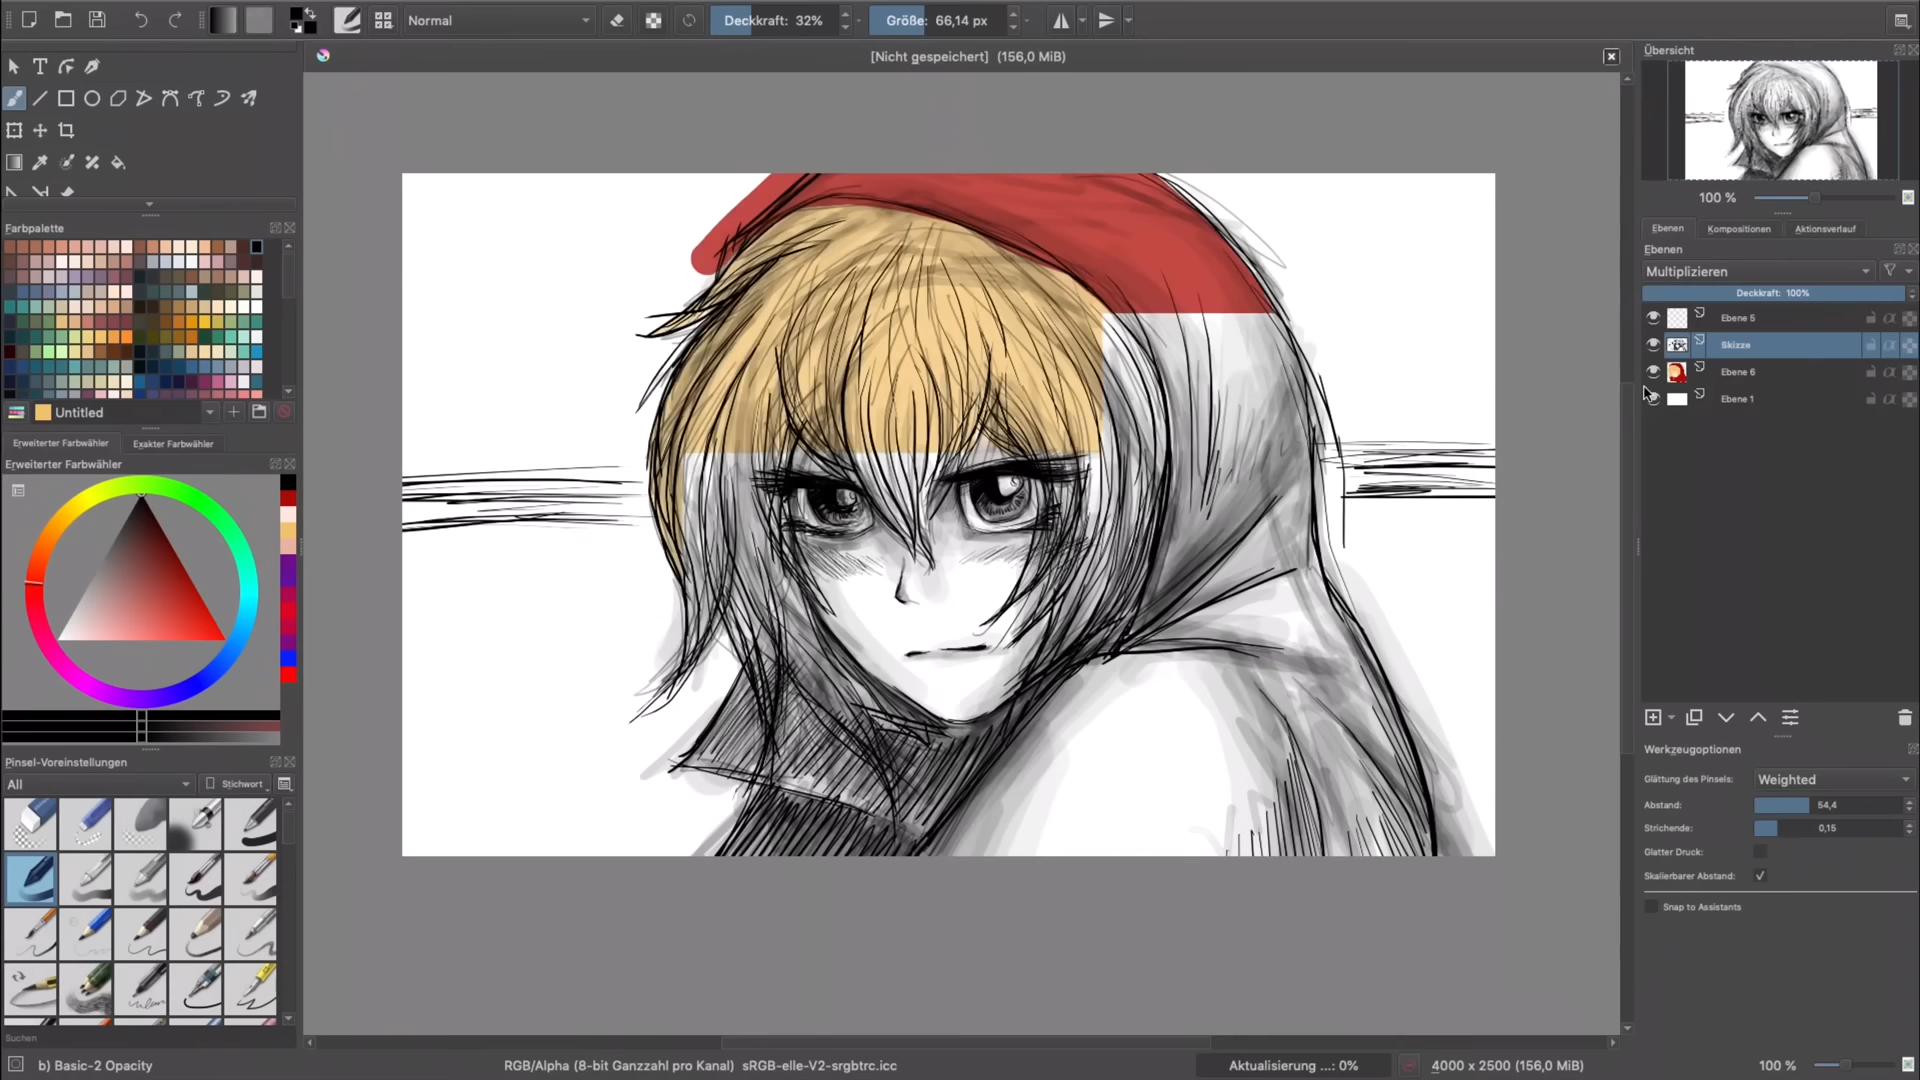 Normal
Deckkraft: 32%
Größe: 66,14 px
[Nicht gespeichert] (156,0 MiB)
Farbpalette
Untitled
Erweiterter Farbwähler
Exakter Farbwähler
Erweiterter Farbwähler
Pinsel-Voreinstellungen
All
Stichwort
Suchen
b) Basic-2 Opacity
RGB/Alpha (8-bit Ganzzahl pro Kanal) sRGB-elle-V2-srgbtrc.icc
Aktualisierung ...: 0%
4000 x 2500 (156,0 MiB)
100 %
Übersicht
100 %
Ebenen
Kompositionen
Aktionsverlauf
Ebenen
Multiplizieren
Deckkraft: 100%
Ebene 5
Skizze
Ebene 6
Ebene 1
Werkzeugoptionen
Glättung des Pinsels:
Weighted
Abstand:
54,4
Strichende:
0,15
Glatter Druck:
Skalierbarer Abstand:
Snap to Assistants